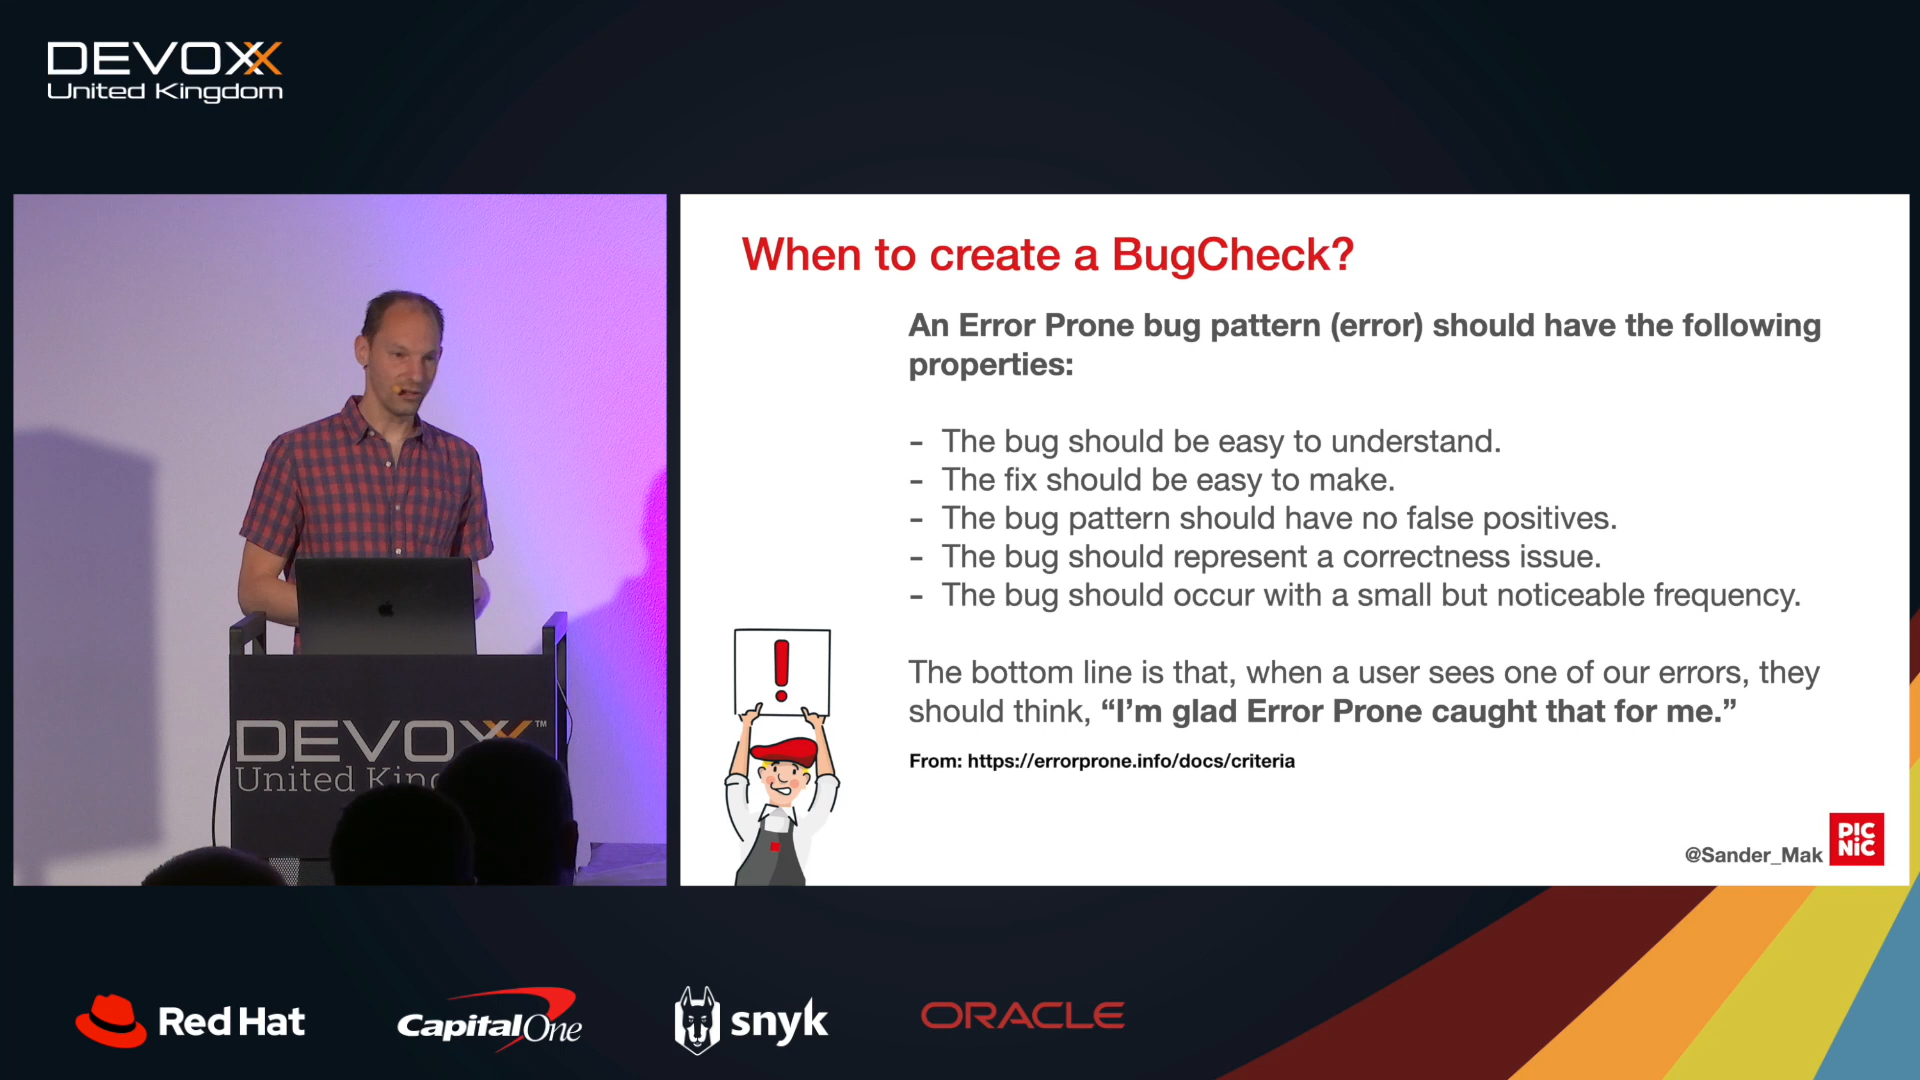 DEVOXX
United Kingdom
When to create a BugCheck?
An Error Prone bug pattern (error) should have the following
properties:
- The bug should be easy to understand.
- The fix should be easy to make.
- The bug pattern should have no false positives.
- The bug should represent a correctness issue.
- The bug should occur with a small but noticeable frequency.
!
The bottom line is that, when a user sees one of our errors, they
should think, “I’m glad Error Prone caught that for me.”
From: https://errorprone.info/docs/criteria
@Sander_Mak
PIC
NIC
DEVOXX™
United King
Red Hat
Capital One
snyk
ORACLE